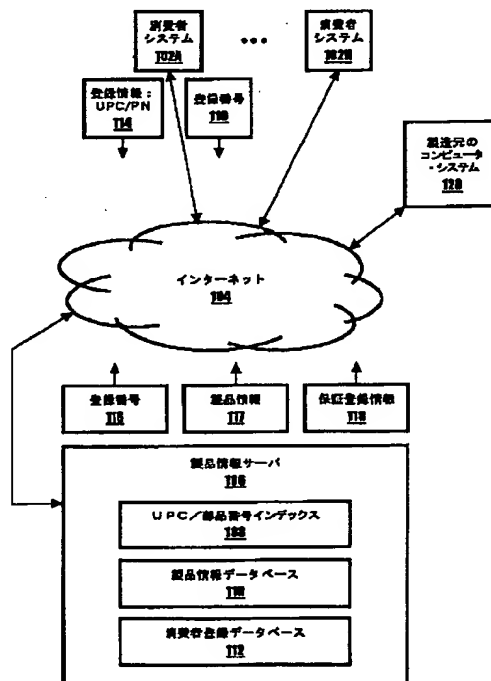 消費者
システム
102A
•••
消費者
システム
102N
登録情報:
UPC/PN
114
登録番号
製造元の
コンピュータ
・システム
120
インターネット
104
登録番号
116
製品情報
117
保証登録情報
118
製品情報サーバ
106
UPC/部品番号インデックス
製品情報データベース
110
消費者登録データベース
112